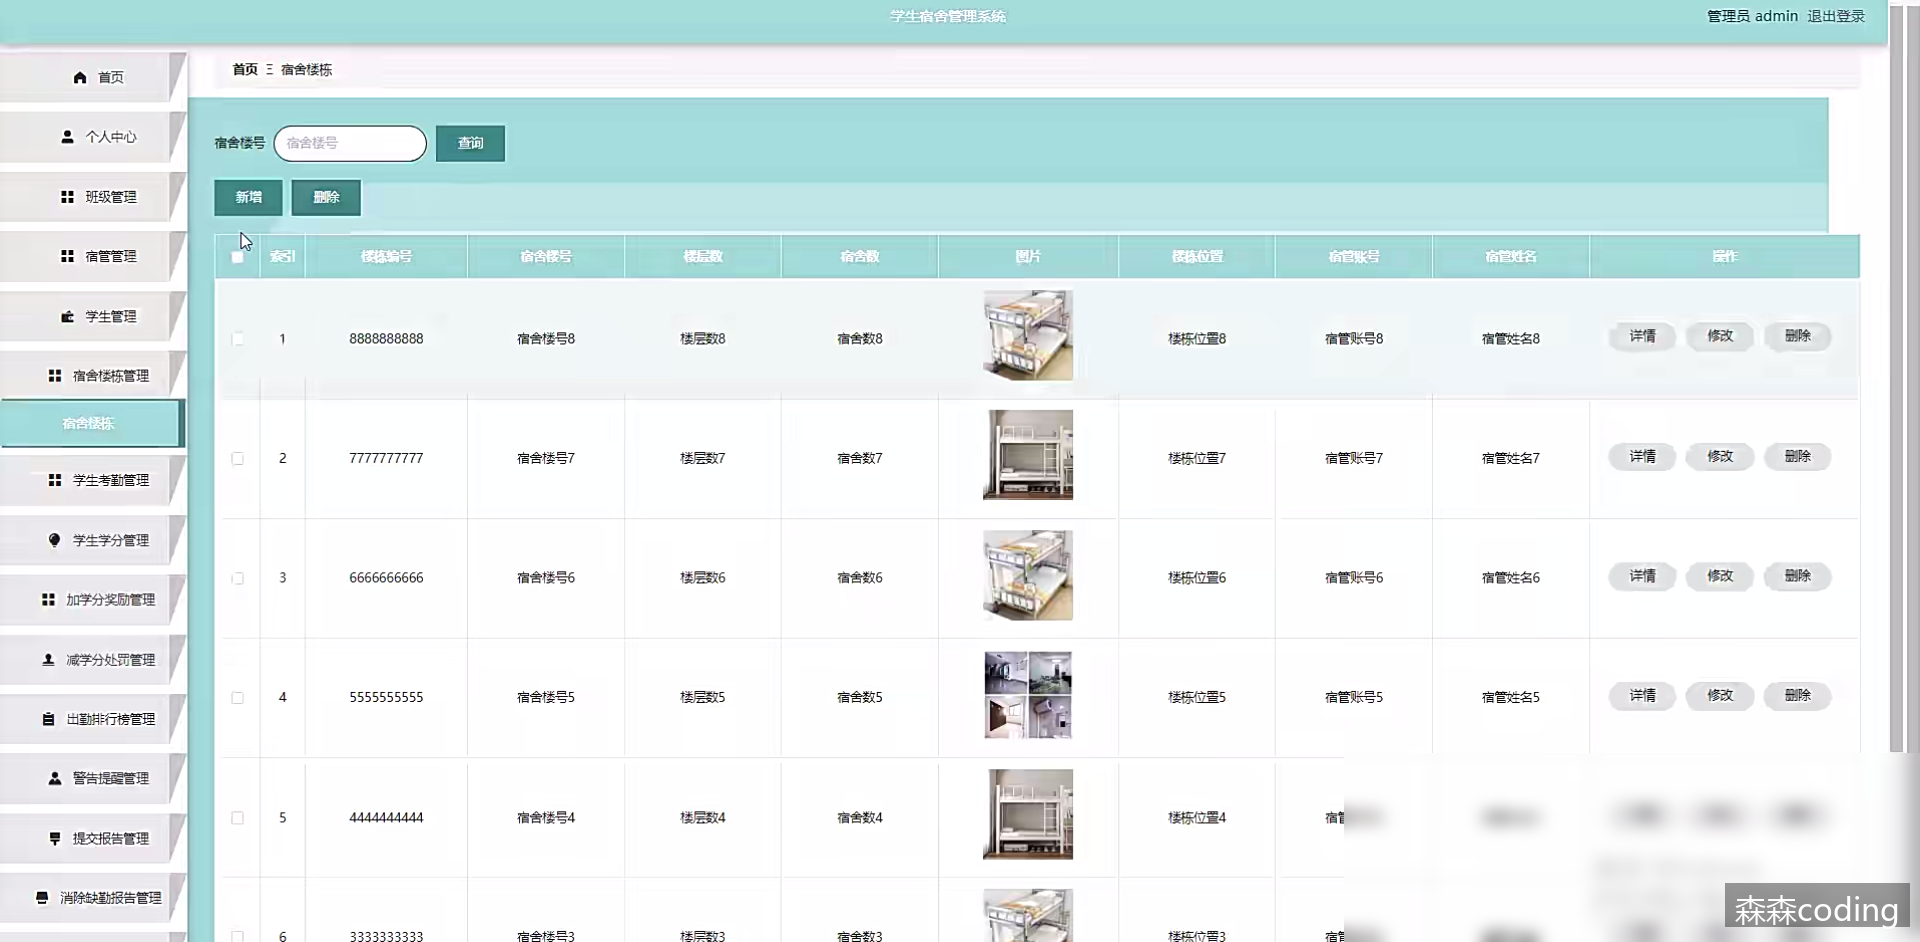 学生宿舍管理系统
管理员 admin 退出登录
首页
个人中心
班级管理
宿管管理
学生管理
宿舍楼栋管理
宿舍楼栋
学生考勤管理
学生学分管理
加学分奖励管理
减学分处罚管理
出勤排行榜管理
警告提醒管理
提交报告管理
消除缺勤报告管理
首页 Ξ 宿舍楼栋
宿舍楼号 宿舍楼号 查询
新增 删除
索引 楼栋编号 宿舍楼号 楼层数 宿舍数 图片 楼栋位置 宿管账号 宿管姓名 操作
1 8888888888 宿舍楼号8 楼层数8 宿舍数8 楼栋位置8 宿管账号8 宿管姓名8 详情 修改 删除
2 7777777777 宿舍楼号7 楼层数7 宿舍数7 楼栋位置7 宿管账号7 宿管姓名7 详情 修改 删除
3 6666666666 宿舍楼号6 楼层数6 宿舍数6 楼栋位置6 宿管账号6 宿管姓名6 详情 修改 删除
4 5555555555 宿舍楼号5 楼层数5 宿舍数5 楼栋位置5 宿管账号5 宿管姓名5 详情 修改 删除
5 4444444444 宿舍楼号4 楼层数4 宿舍数4 楼栋位置4 宿管
6 3333333333 宿舍楼号3 楼层数3 宿舍数3 楼栋位置3 宿管
森森coding